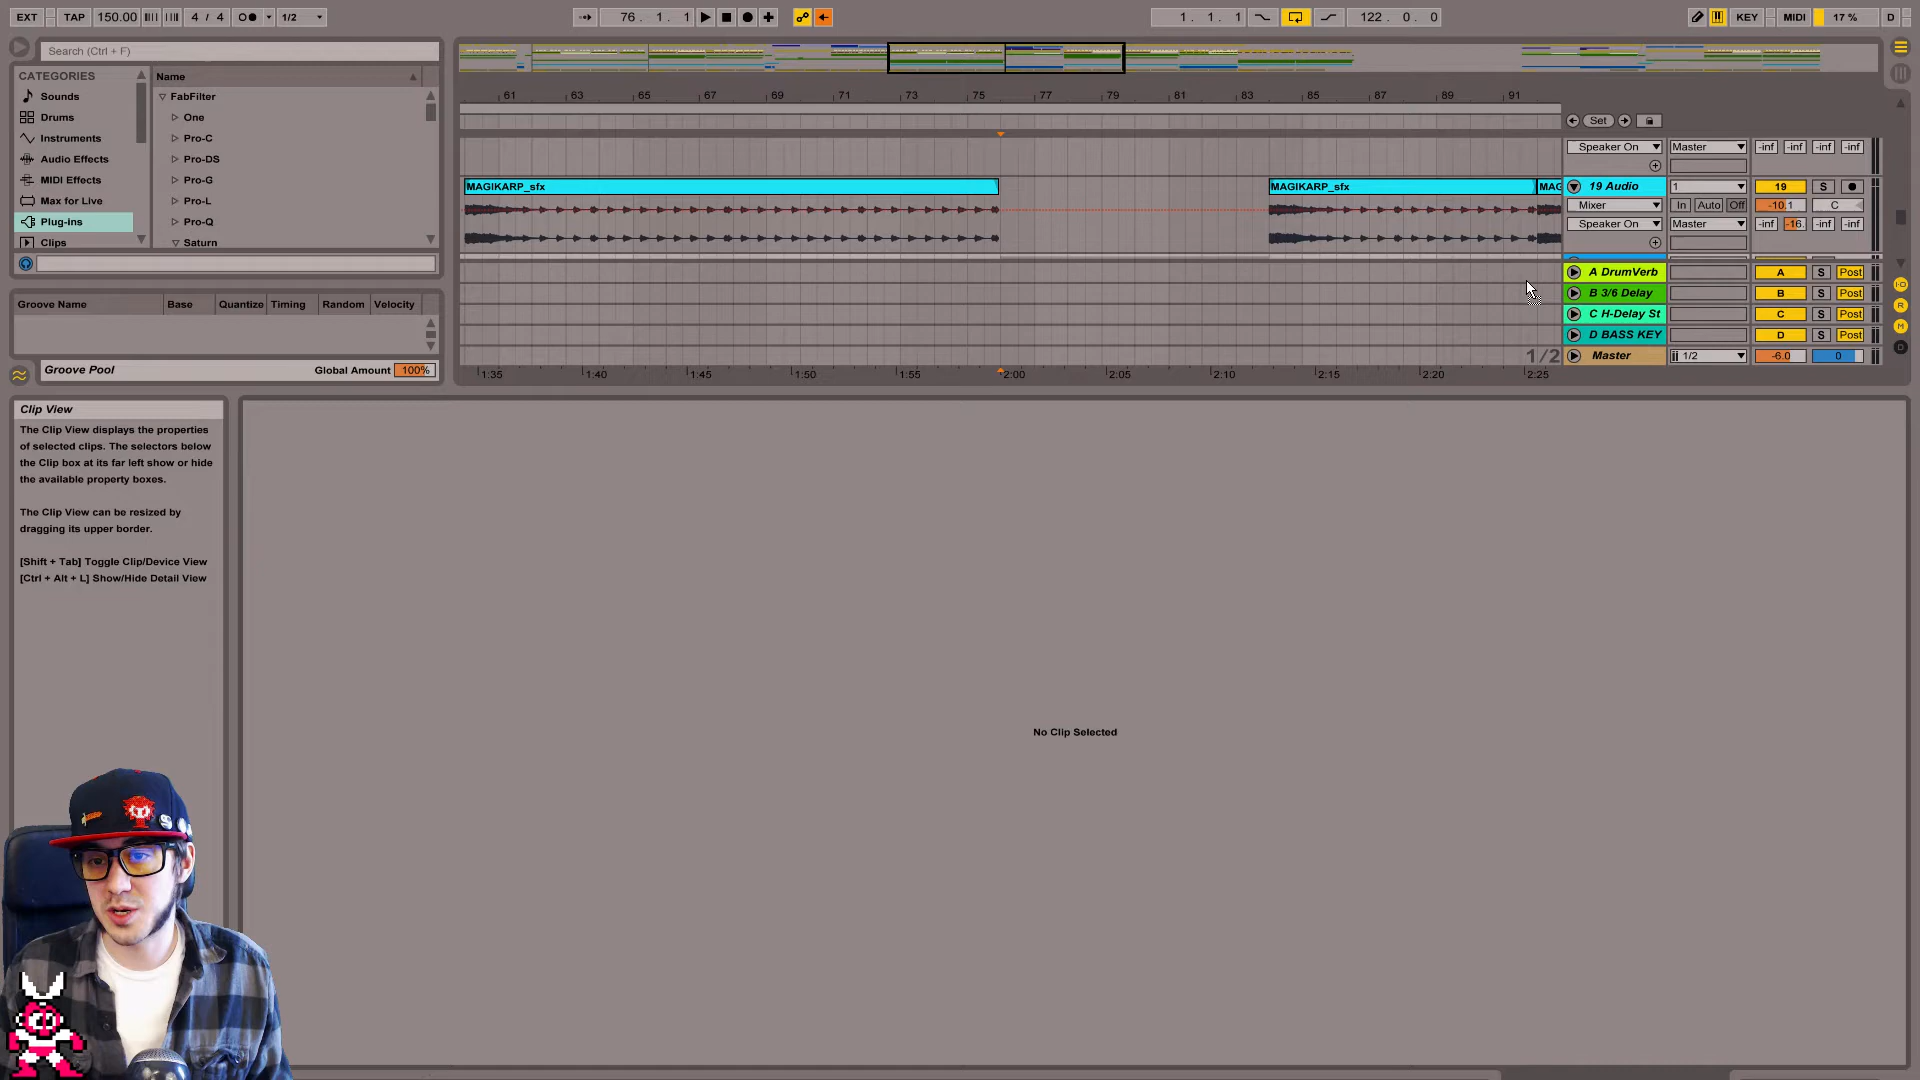 EXT TAP 150.00 4 / 4 1/2 76. 1. 1 1. 1. 1 122. 0. 0 KEY MIDI 17 % D
Search (Ctrl + F)
CATEGORIES
Sounds
Drums
Instruments
Audio Effects
MIDI Effects
Max for Live
Plug-ins
Clips
Name
FabFilter
One
Pro-C
Pro-DS
Pro-G
Pro-L
Pro-Q
Saturn
Groove Name Base Quantize Timing Random Velocity
Groove Pool Global Amount 100%
61 63 65 67 69 71 73 75 77 79 81 83 85 87 89 91
Set
Speaker On Master -inf -inf -inf -inf
MAGIKARP_sfx MAGIKARP_sfx MAG 19 Audio 1 19 S
Mixer In Auto Off -10.1 C
Speaker On Master -inf -16. -inf -inf
A DrumVerb A S Post
B 3/6 Delay B S Post
C H-Delay St C S Post
D BASS KEY D S Post
1/2 Master 1/2 -6.0 0
1:35 1:40 1:45 1:50 1:55 2:00 2:05 2:10 2:15 2:20 2:25
I-O
R
M
D
Clip View
The Clip View displays the properties
of selected clips. The selectors below
the Clip box at its far left show or hide
the available property boxes.
The Clip View can be resized by
dragging its upper border.
[Shift + Tab] Toggle Clip/Device View
[Ctrl + Alt + L] Show/Hide Detail View
No Clip Selected